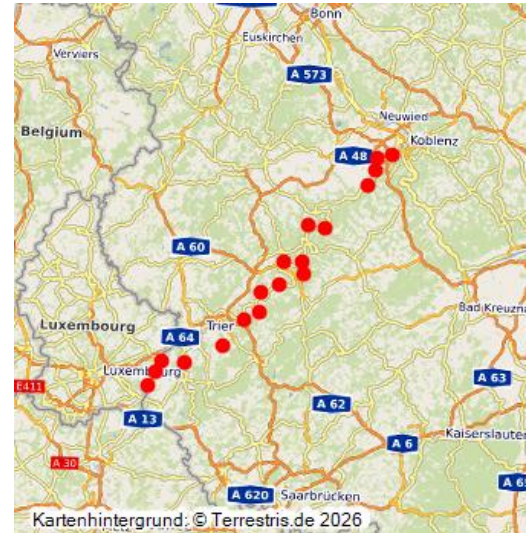 Bonn
Euskirchen
Verviers
A 573
Neuwied
Belgium
Koblenz
A 48
A 60
Luxembourg
Trier
Bad Kreuzna
A 64
Luxembourg
A 63
E411
A 13
A 62
Kaiserslauter
A 6
A 30
A 620
Saarbrücken
Kartenhintergrund: © Terrestris.de 2026